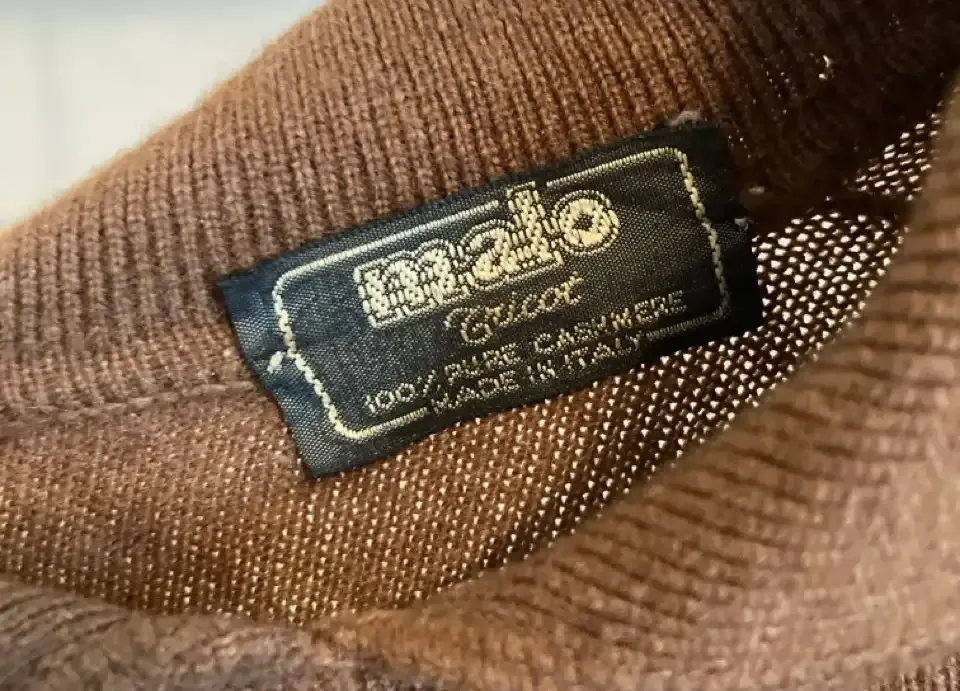 malo
Tricot
100% PURE CASHMERE
MADE IN ITALY